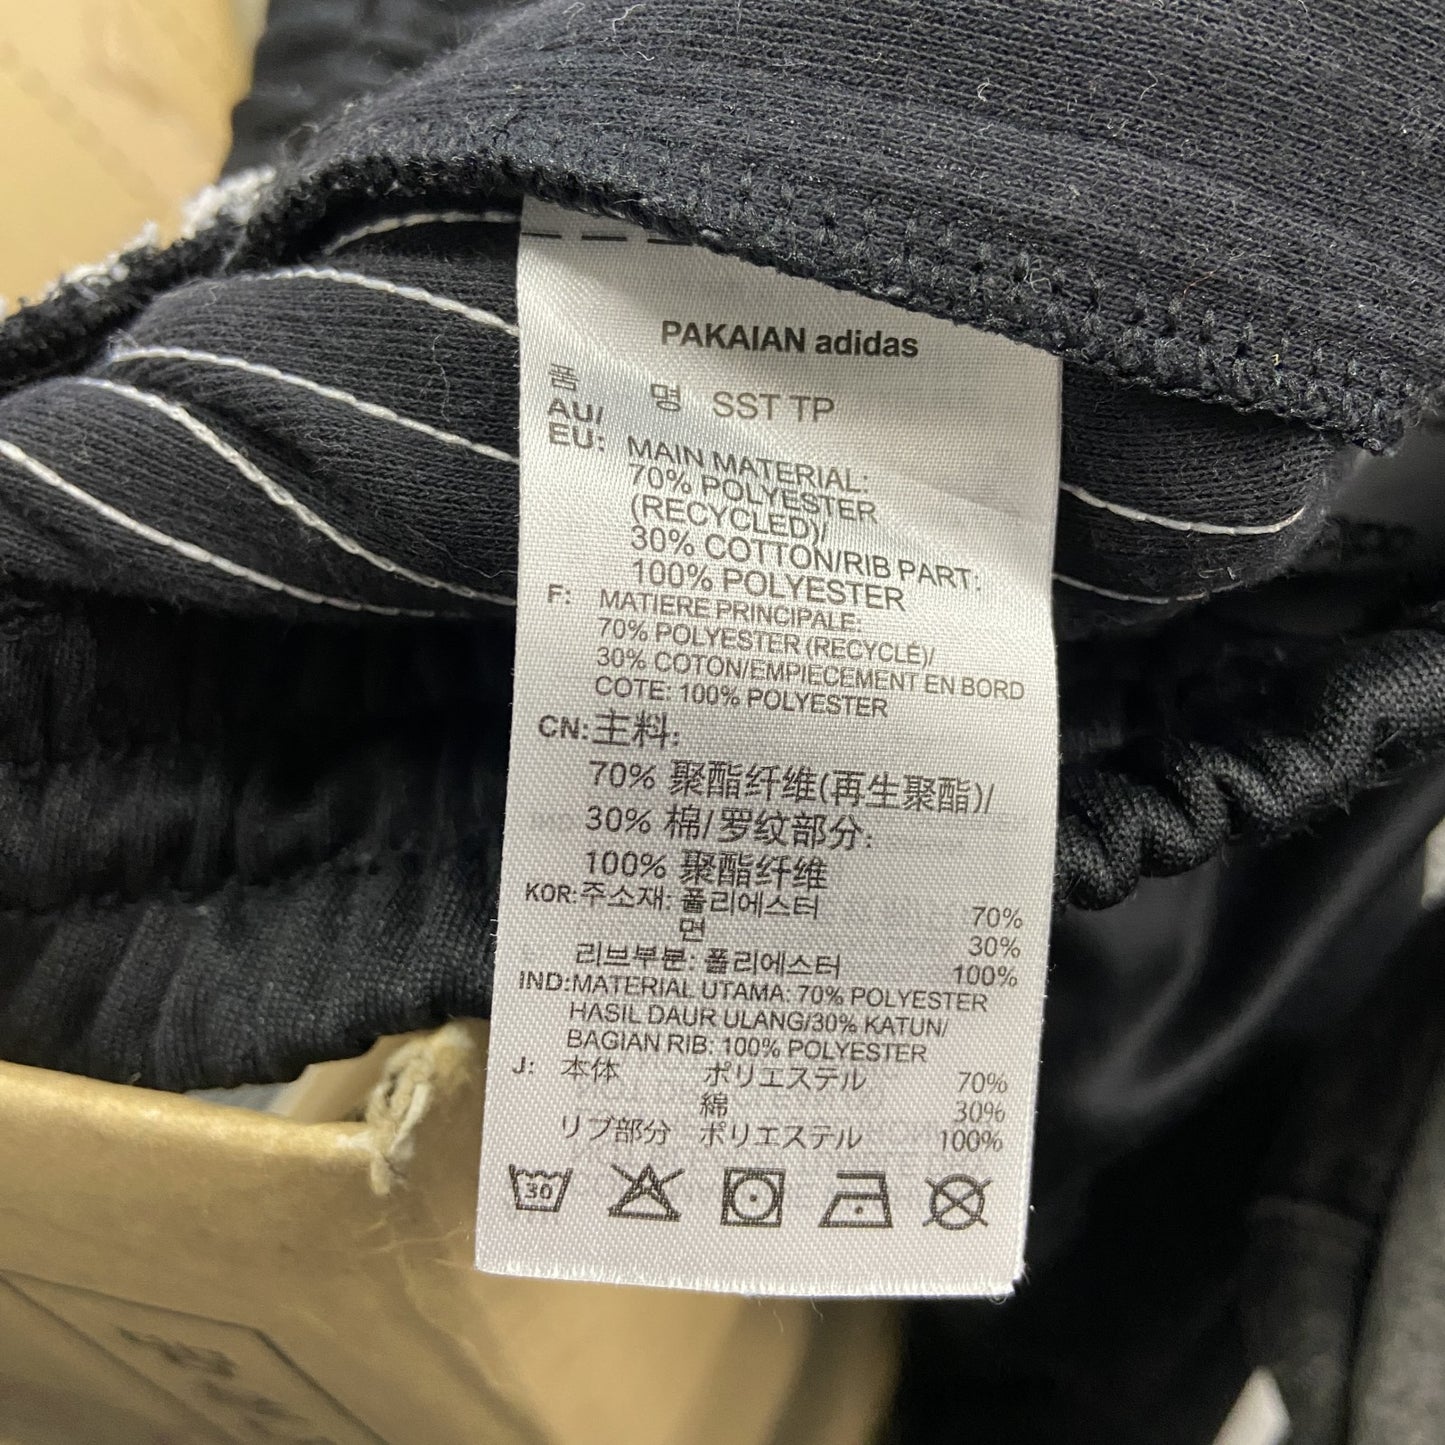 PAKAIAN adidas
품 명 SST TP
AU/
EU: MAIN MATERIAL:
70% POLYESTER
(RECYCLED)/
30% COTTON/RIB PART:
100% POLYESTER
F: MATIERE PRINCIPALE:
70% POLYESTER (RECYCLÉ)/
30% COTON/EMPIECEMENT EN BORD
COTE: 100% POLYESTER
CN: 主料:
70% 聚酯纤维(再生聚酯)/
30% 棉/罗纹部分:
100% 聚酯纤维
KOR: 주소재: 폴리에스터 70%
면 30%
리브부분: 폴리에스터 100%
IND: MATERIAL UTAMA: 70% POLYESTER
HASIL DAUR ULANG/30% KATUN/
BAGIAN RIB: 100% POLYESTER
J: 本体 ポリエステル 70%
綿 30%
リブ部分 ポリエステル 100%
30